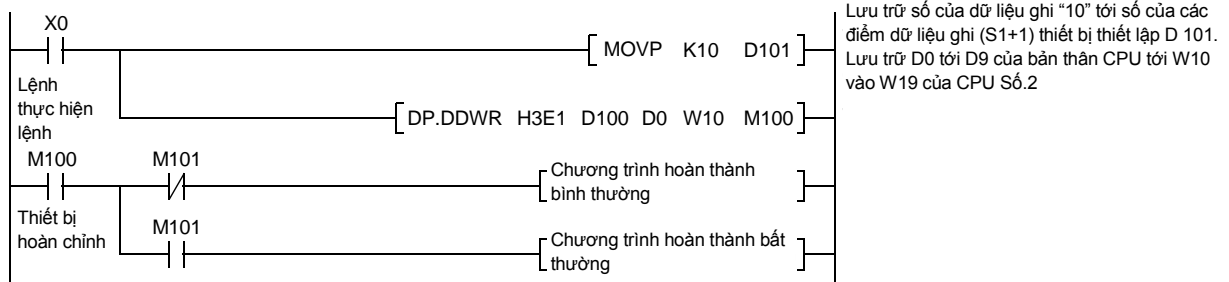 X0
MOVP K10 D101
Lệnh
thực hiện
lệnh
DP.DDWR H3E1 D100 D0 W10 M100
M100
M101
Chương trình hoàn thành
bình thường
Thiết bị
hoàn chỉnh
M101
Chương trình hoàn thành bất
thường
Lưu trữ số của dữ liệu ghi “10” tới số của các
điểm dữ liệu ghi (S1+1) thiết bị thiết lập D 101.
Lưu trữ D0 tới D9 của bản thân CPU tới W10
vào W19 của CPU Số.2